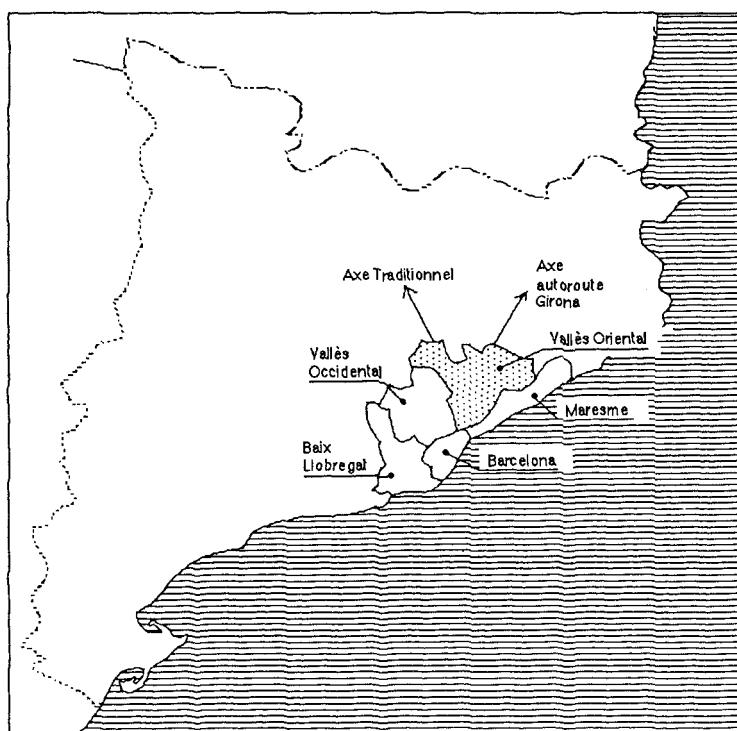 Axe Traditionnel
Axe
autoroute
Girona
Vallès
Occidental
Vallès Oriental
Maresme
Baix
Llobregat
Barcelona